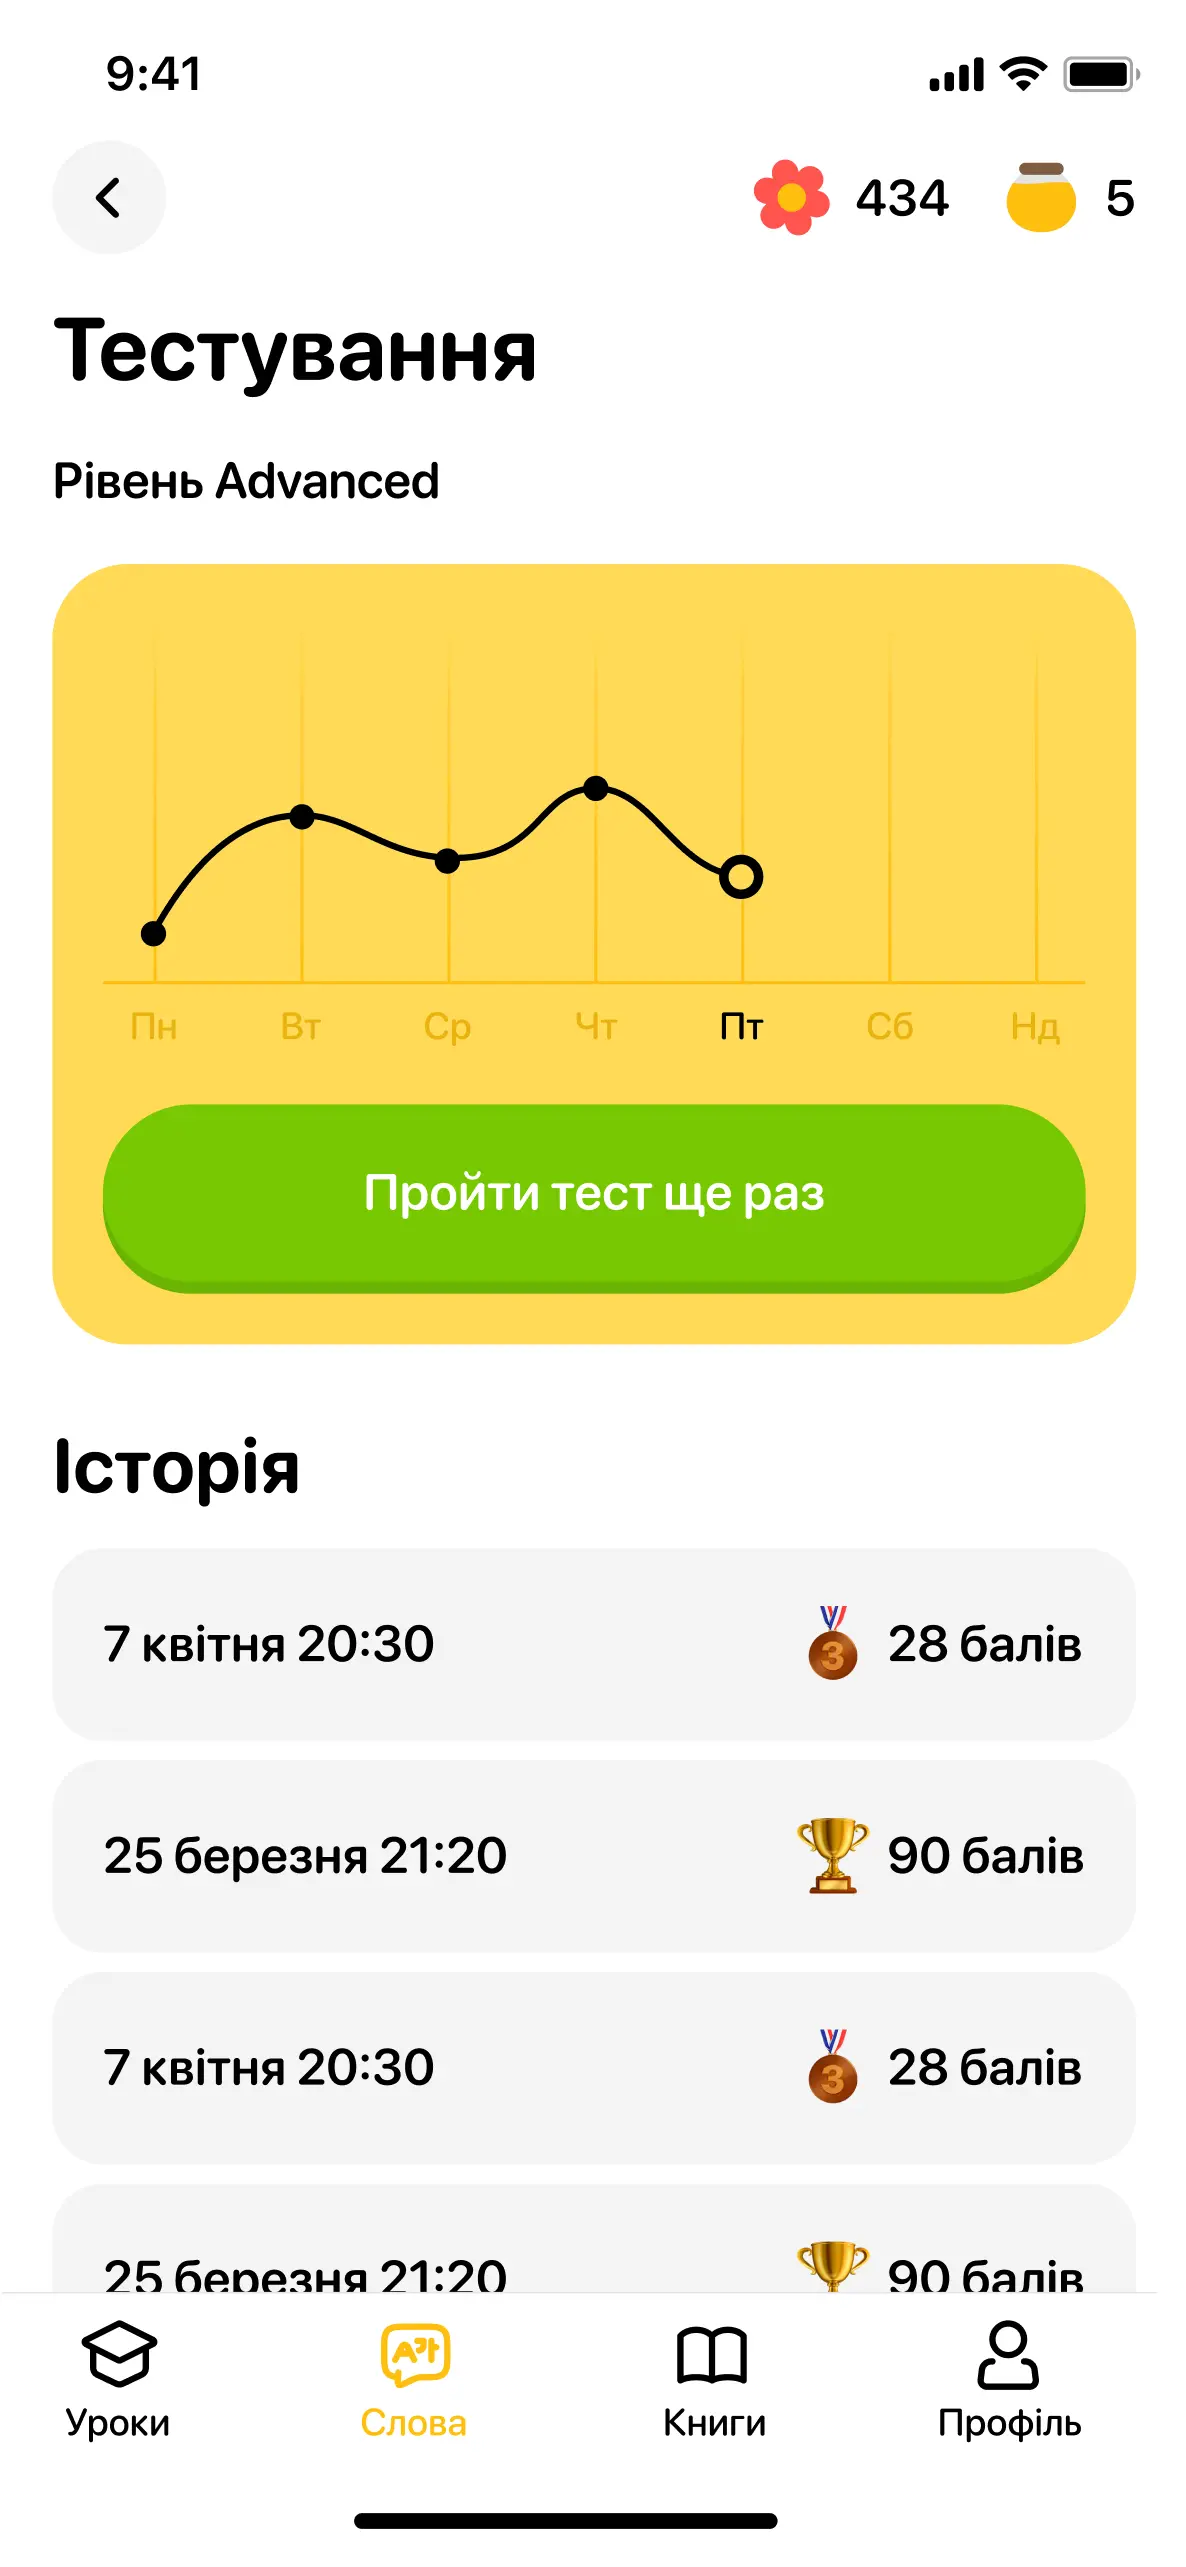 9:41
434 5
Тестування
Рівень Advanced
Пн Вт Ср Чт Пт Сб Нд
Пройти тест ще раз
Історія
7 квітня 20:30 3 28 балів
25 березня 21:20 90 балів
7 квітня 20:30 3 28 балів
25 березня 21:20 90 балів
A가
Уроки Слова Книги Профіль